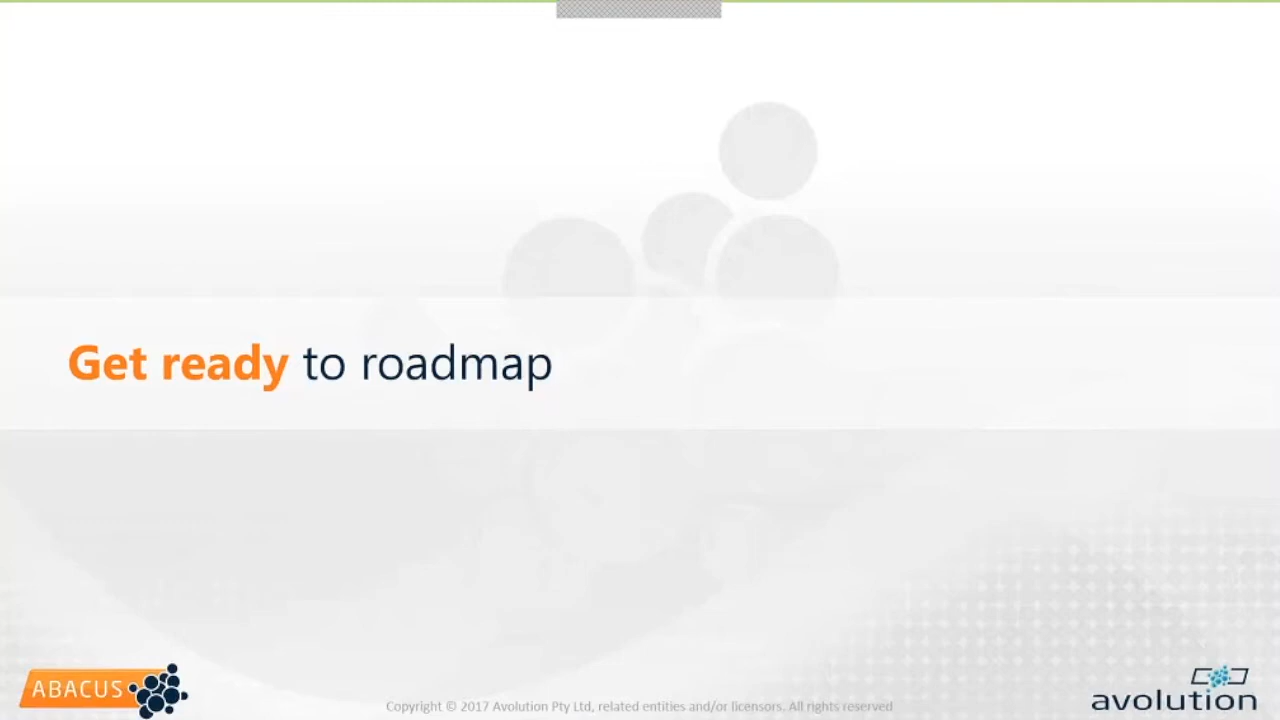 Get ready to roadmap
ABACUS
Copyright © 2017 Avolution Pty Ltd, related entities and/or licensors. All rights reserved
avolution